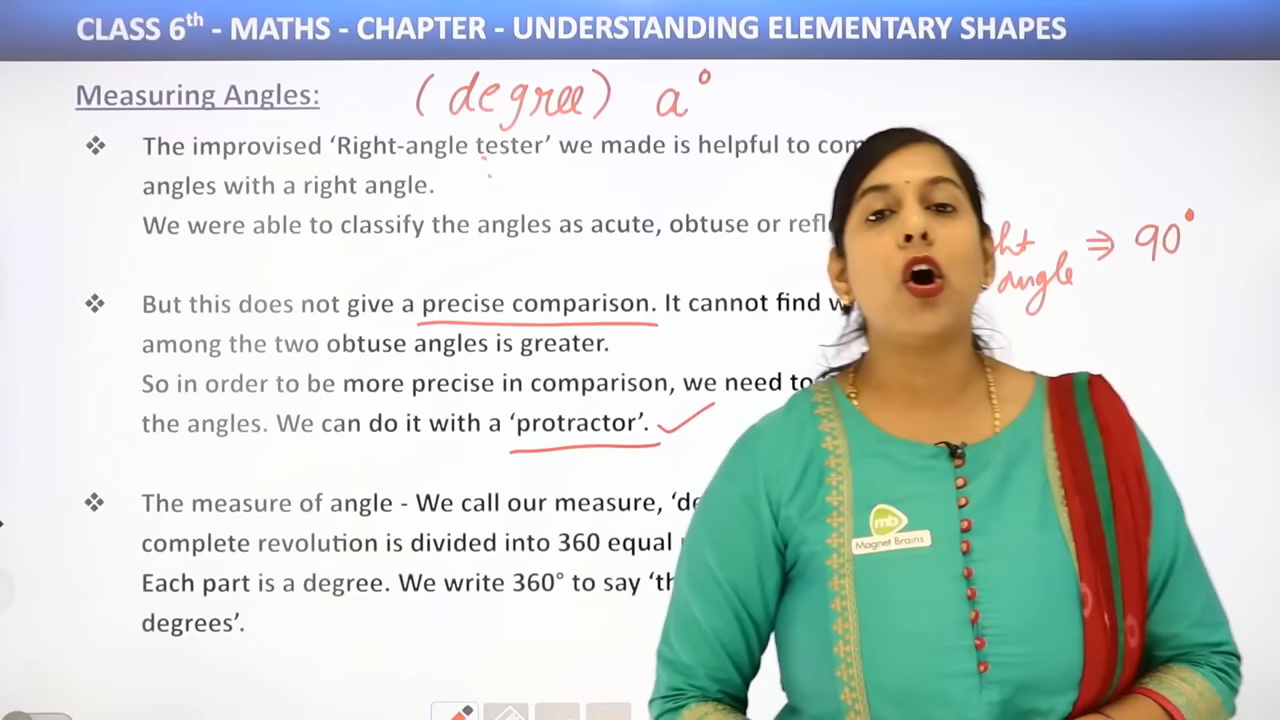 CLASS 6th - MATHS - CHAPTER - UNDERSTANDING ELEMENTARY SHAPES
Measuring Angles: (degree) a°
❖ The improvised ‘Right-angle tester’ we made is helpful to
angles with a right angle.
We were able to classify the angles as acute, obtuse or
angle ⇒ 90°
❖ But this does not give a precise comparison. It cannot find
among the two obtuse angles is greater.
So in order to be more precise in comparison, we need to
the angles. We can do it with a ‘protractor’. ✓
❖ The measure of angle - We call our measure,
complete revolution is divided into 360 equal
Each part is a degree. We write 360° to say
degrees’.
mb
Magnet Brains